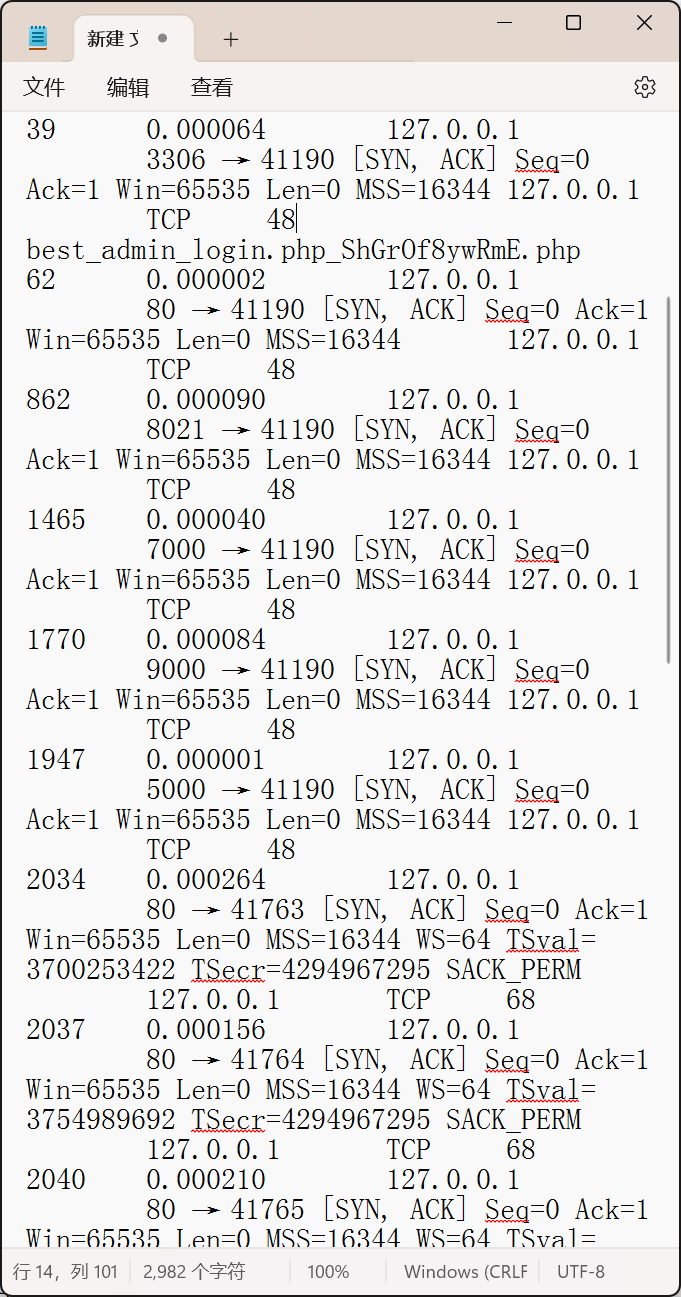 新建 文
文件 编辑 查看
39 0.000064 127.0.0.1
3306 → 41190 [SYN, ACK] Seq=0
Ack=1 Win=65535 Len=0 MSS=16344 127.0.0.1
TCP 48
best_admin_login.php_ShGrOf8ywRmE.php
62 0.000002 127.0.0.1
80 → 41190 [SYN, ACK] Seq=0 Ack=1
Win=65535 Len=0 MSS=16344 127.0.0.1
TCP 48
862 0.000090 127.0.0.1
8021 → 41190 [SYN, ACK] Seq=0
Ack=1 Win=65535 Len=0 MSS=16344 127.0.0.1
TCP 48
1465 0.000040 127.0.0.1
7000 → 41190 [SYN, ACK] Seq=0
Ack=1 Win=65535 Len=0 MSS=16344 127.0.0.1
TCP 48
1770 0.000084 127.0.0.1
9000 → 41190 [SYN, ACK] Seq=0
Ack=1 Win=65535 Len=0 MSS=16344 127.0.0.1
TCP 48
1947 0.000001 127.0.0.1
5000 → 41190 [SYN, ACK] Seq=0
Ack=1 Win=65535 Len=0 MSS=16344 127.0.0.1
TCP 48
2034 0.000264 127.0.0.1
80 → 41763 [SYN, ACK] Seq=0 Ack=1
Win=65535 Len=0 MSS=16344 WS=64 TSval=
3700253422 TSecr=4294967295 SACK_PERM
127.0.0.1 TCP 68
2037 0.000156 127.0.0.1
80 → 41764 [SYN, ACK] Seq=0 Ack=1
Win=65535 Len=0 MSS=16344 WS=64 TSval=
3754989692 TSecr=4294967295 SACK_PERM
127.0.0.1 TCP 68
2040 0.000210 127.0.0.1
80 → 41765 [SYN, ACK] Seq=0 Ack=1
Win=65535 Len=0 MSS=16344 WS=64 TSval=
行 14, 列 101 2,982 个字符 100% Windows (CRLF UTF-8